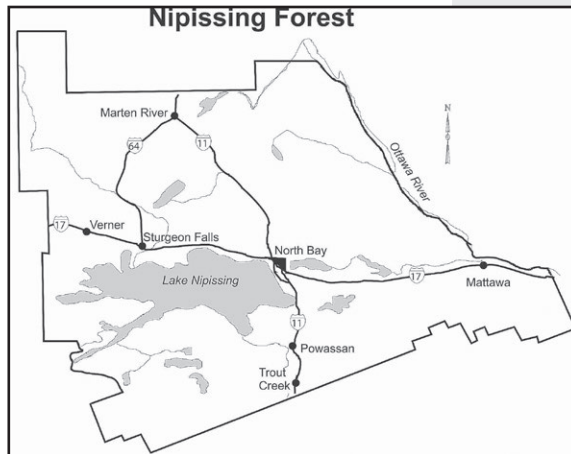 Nipissing Forest
Marten River
64
11
N
Ottawa River
17
Verner
Sturgeon Falls
North Bay
Lake Nipissing
17
Mattawa
11
Powassan
Trout
Creek